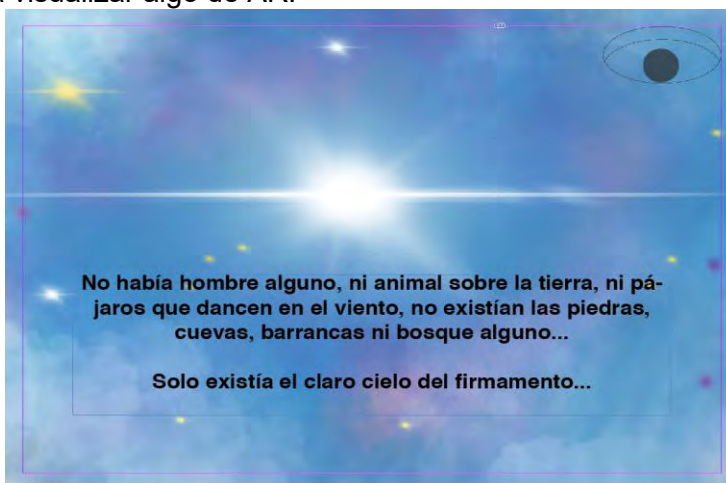 visualizar algo de AR.
No había hombre alguno, ni animal sobre la tierra, ni pá-
jaros que dancen en el viento, no existían las piedras,
cuevas, barrancas ni bosque alguno...
Solo existía el claro cielo del firmamento...